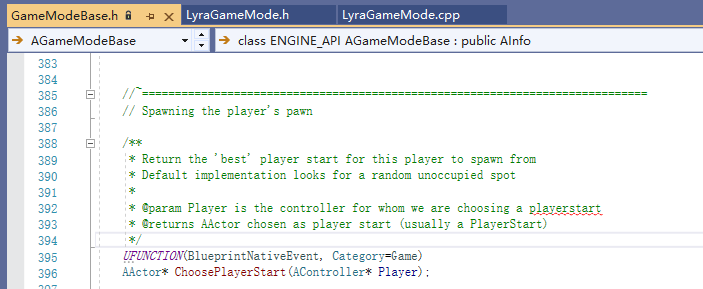 GameModeBase.h LyraGameMode.h LyraGameMode.cpp
AGameModeBase class ENGINE_API AGameModeBase : public AInfo
383
384
385 //~=============================================================================
386 // Spawning the player's pawn
387
388 /**
389 * Return the 'best' player start for this player to spawn from
390 * Default implementation looks for a random unoccupied spot
391 *
392 * @param Player is the controller for whom we are choosing a playerstart
393 * @returns AActor chosen as player start (usually a PlayerStart)
394 */
395 UFUNCTION(BlueprintNativeEvent, Category=Game)
396 AActor* ChoosePlayerStart(AController* Player);